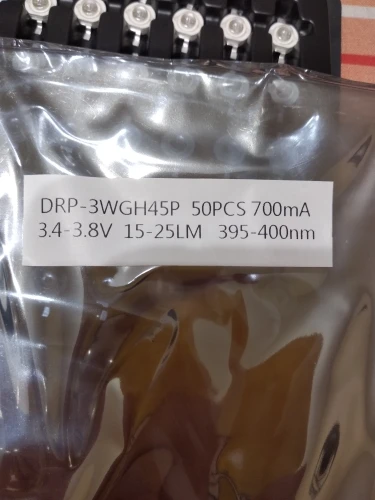 DRP-3WGH45P 50PCS 700mA
3.4-3.8V 15-25LM 395-400nm